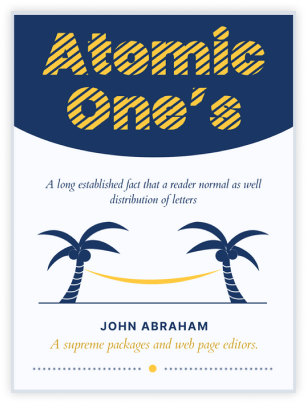 Atomic
One's
A long established fact that a reader normal as well
distribution of letters
JOHN ABRAHAM
A supreme packages and web page editors.